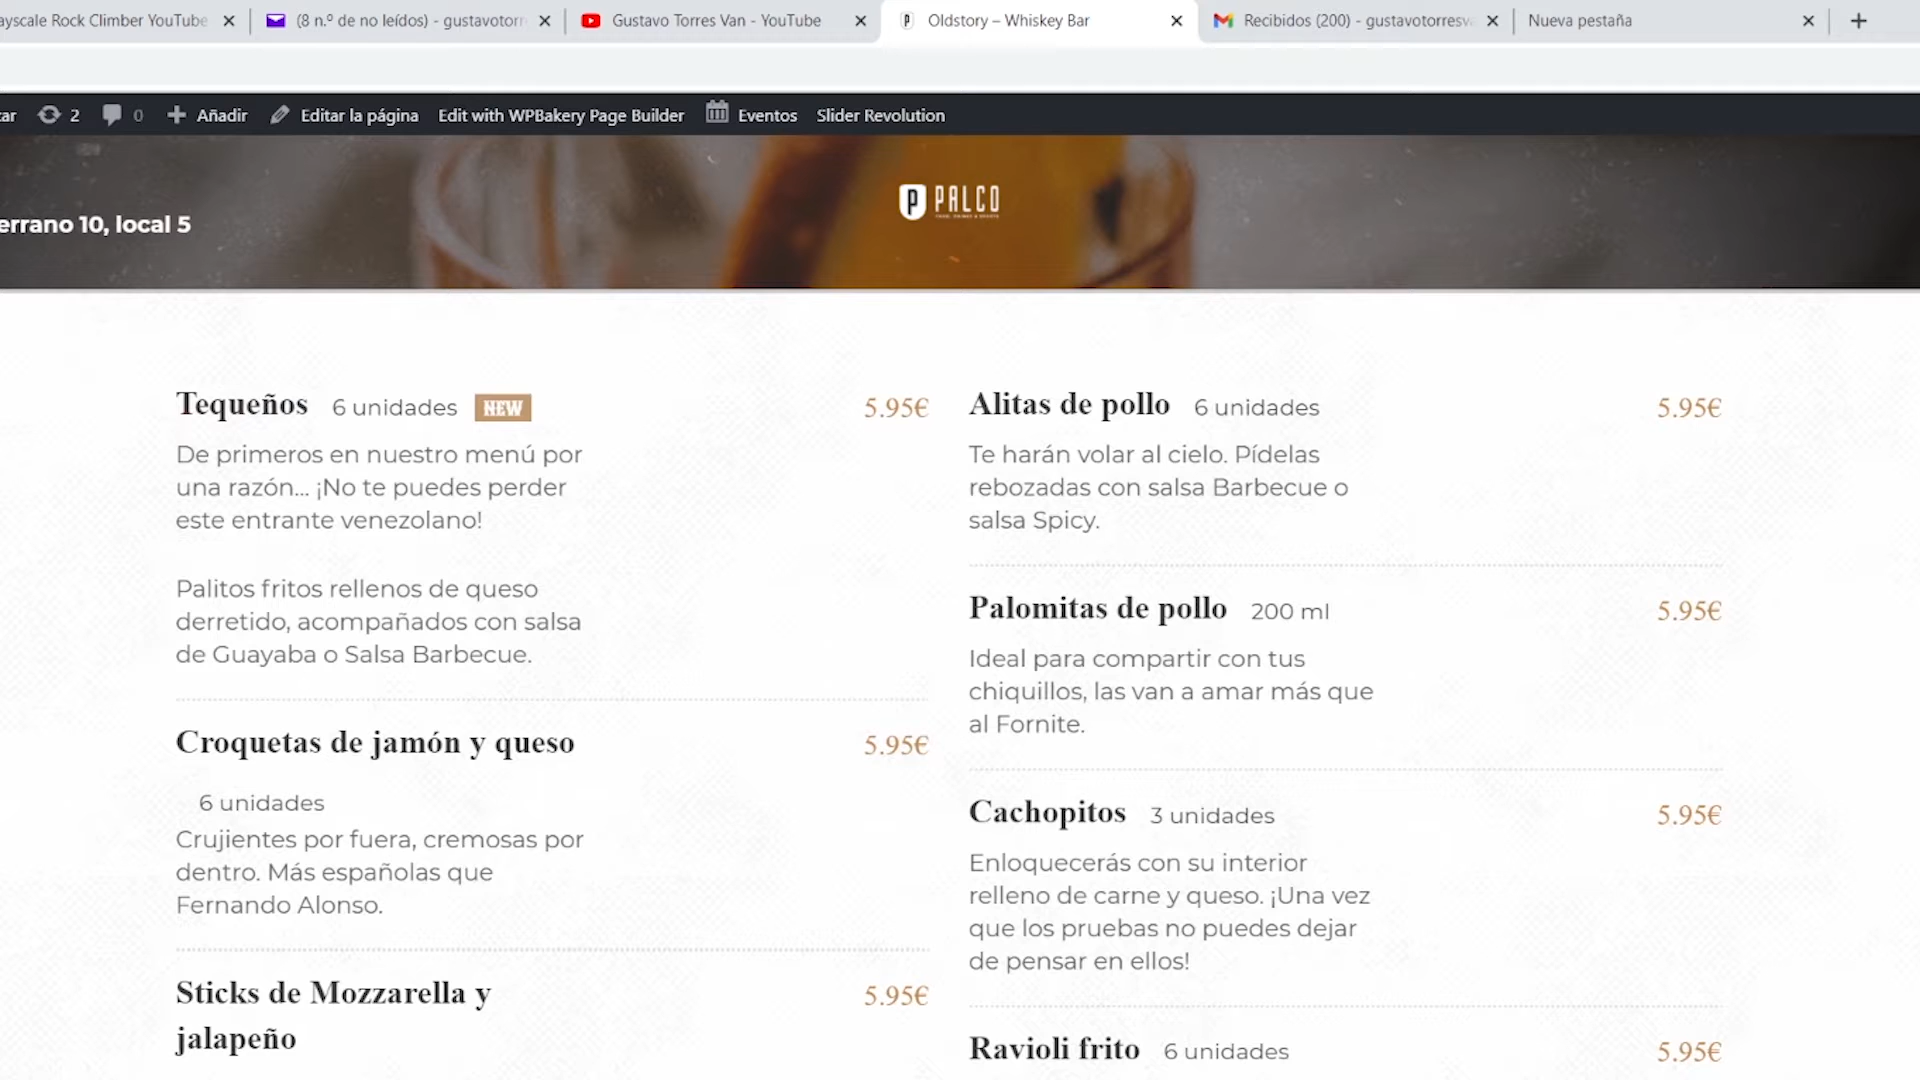 ayscale Rock Climber YouTube
(8 n.º de no leídos) - gustavotorr
Gustavo Torres Van - YouTube
Oldstory – Whiskey Bar
Recibidos (200) - gustavotorresva
Nueva pestaña
ar 2 0 Añadir Editar la página Edit with WPBakery Page Builder Eventos Slider Revolution
errano 10, local 5
P PALCO
Tequeños 6 unidades NEW 5.95€
De primeros en nuestro menú por
una razón... ¡No te puedes perder
este entrante venezolano!
Palitos fritos rellenos de queso
derretido, acompañados con salsa
de Guayaba o Salsa Barbecue.
Croquetas de jamón y queso 5.95€
6 unidades
Crujientes por fuera, cremosas por
dentro. Más españolas que
Fernando Alonso.
Sticks de Mozzarella y 5.95€
jalapeño
Alitas de pollo 6 unidades 5.95€
Te harán volar al cielo. Pídelas
rebozadas con salsa Barbecue o
salsa Spicy.
Palomitas de pollo 200 ml 5.95€
Ideal para compartir con tus
chiquillos, las van a amar más que
al Fornite.
Cachopitos 3 unidades 5.95€
Enloquecerás con su interior
relleno de carne y queso. ¡Una vez
que los pruebas no puedes dejar
de pensar en ellos!
Ravioli frito 6 unidades 5.95€